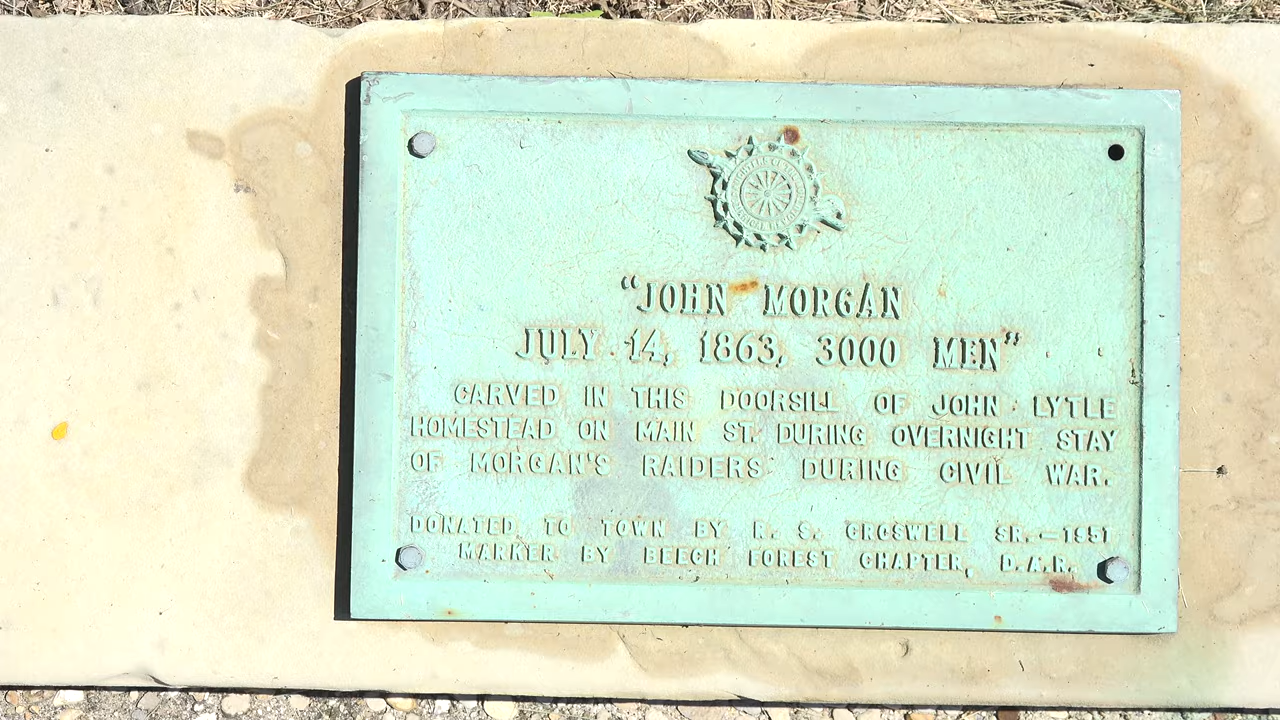 “JOHN MORGAN
JULY 14, 1863, 3000 MEN”
CARVED IN THIS DOORSILL OF JOHN LYTLE
HOMESTEAD ON MAIN ST. DURING OVERNIGHT STAY
OF MORGAN'S RAIDERS DURING CIVIL WAR.
DONATED TO TOWN BY R. S. CROSWELL SR.—1951
MARKER BY BEECH FOREST CHAPTER, D.A.R.